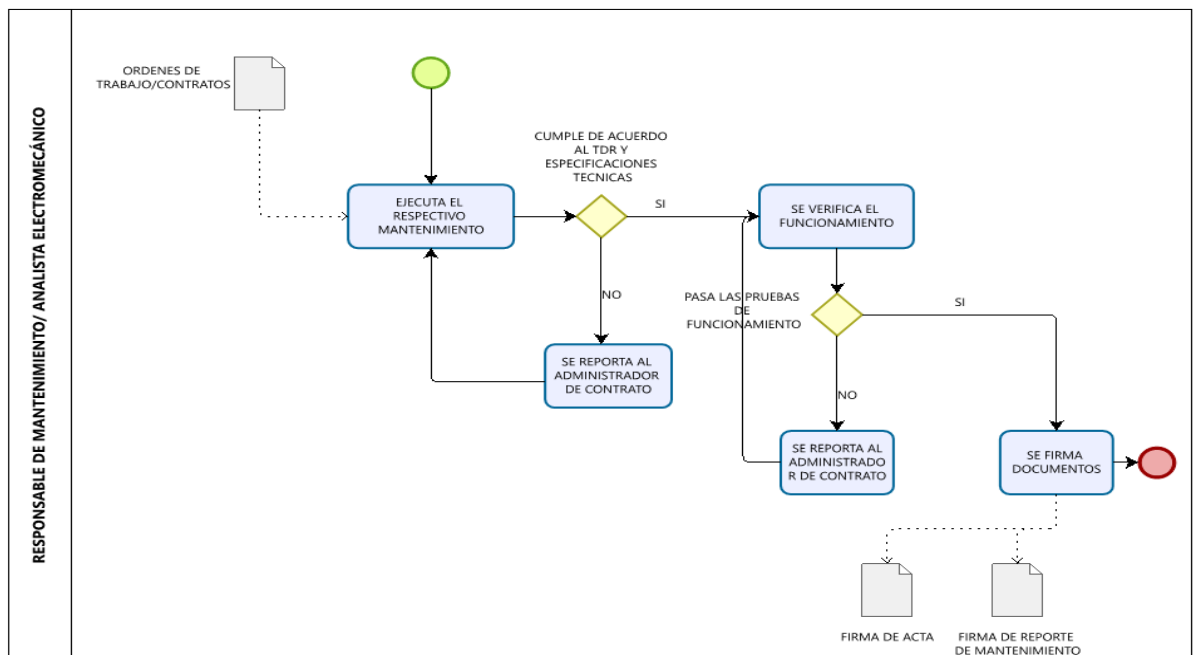 RESPONSABLE DE MANTENIMIENTO/ ANALISTA ELECTROMECÁNICO
ORDENES DE
TRABAJO/CONTRATOS
EJECUTA EL
RESPECTIVO
MANTENIMIENTO
CUMPLE DE ACUERDO
AL TDR Y
ESPECIFICACIONES
TECNICAS
SI
NO
SE REPORTA AL
ADMINISTRADOR
DE CONTRATO
SE VERIFICA EL
FUNCIONAMIENTO
PASA LAS PRUEBAS
DE
FUNCIONAMIENTO
SI
NO
SE REPORTA AL
ADMINISTRADO
R DE CONTRATO
SE FIRMA
DOCUMENTOS
FIRMA DE ACTA
FIRMA DE REPORTE
DE MANTENIMIENTO